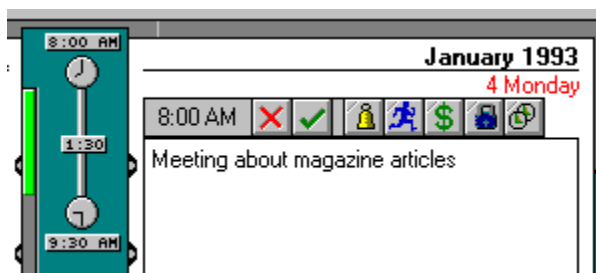 8:00 AM
January 1993
4 Monday
8:00 AM $
1:30
Meeting about magazine articles
9:30 AM